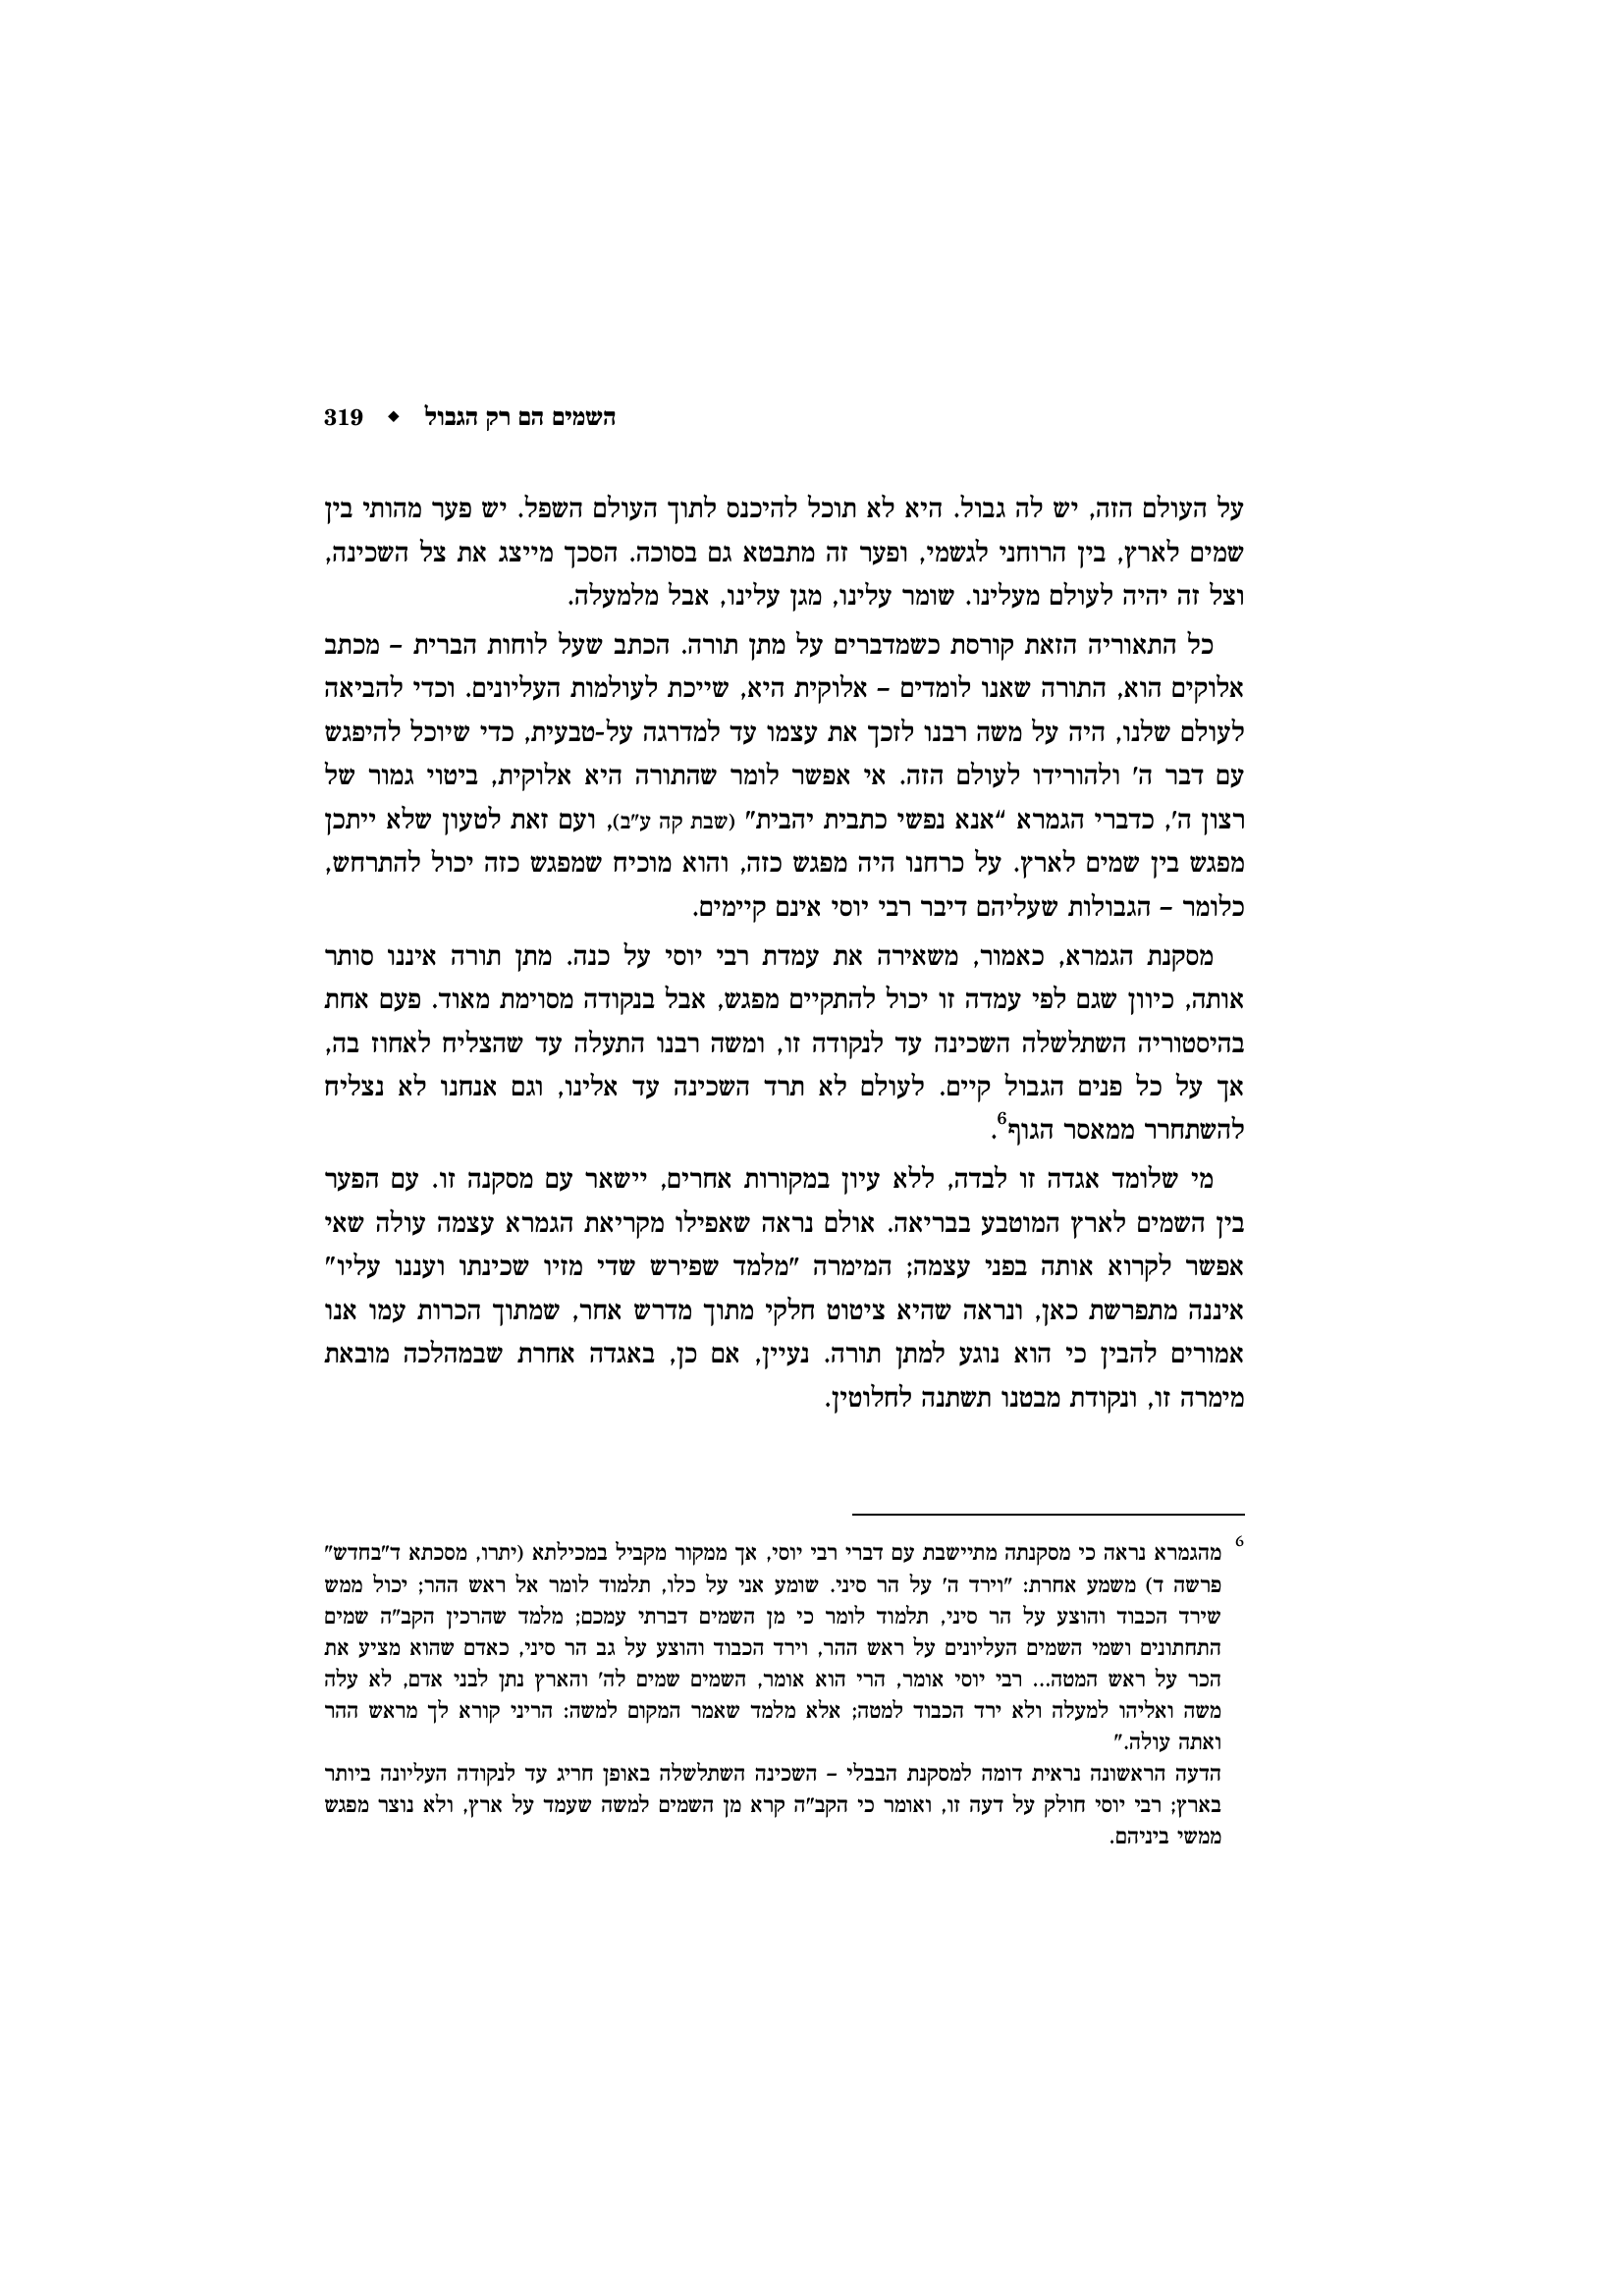 השמים הם רק הגבול ◆ 319
על העולם הזה, יש לה גבול. היא לא תוכל להיכנס לתוך העולם השפל. יש פער מהותי בין
שמים לארץ, בין הרוחני לגשמי, ופער זה מתבטא גם בסוכה. הסכך מייצג את צל השכינה,
וצל זה יהיה לעולם מעלינו. שומר עלינו, מגן עלינו, אבל מלמעלה.
כל התאוריה הזאת קורסת כשמדברים על מתן תורה. הכתב שעל לוחות הברית – מכתב
אלוקים הוא, התורה שאנו לומדים – אלוקית היא, שייכת לעולמות העליונים. וכדי להביאה
לעולם שלנו, היה על משה רבנו לזכך את עצמו עד למדרגה על-טבעית, כדי שיוכל להיפגש
עם דבר ה' ולהורידו לעולם הזה. אי אפשר לומר שהתורה היא אלוקית, ביטוי גמור של
רצון ה', כדברי הגמרא "אנא נפשי כתבית יהבית" (שבת קה ע"ב), ועם זאת לטעון שלא ייתכן
מפגש בין שמים לארץ. על כרחנו היה מפגש כזה, והוא מוכיח שמפגש כזה יכול להתרחש,
כלומר – הגבולות שעליהם דיבר רבי יוסי אינם קיימים.
מסקנת הגמרא, כאמור, משאירה את עמדת רבי יוסי על כנה. מתן תורה איננו סותר
אותה, כיוון שגם לפי עמדה זו יכול להתקיים מפגש, אבל בנקודה מסוימת מאוד. פעם אחת
בהיסטוריה השתלשלה השכינה עד לנקודה זו, ומשה רבנו התעלה עד שהצליח לאחוז בה,
אך על כל פנים הגבול קיים. לעולם לא תרד השכינה עד אלינו, וגם אנחנו לא נצליח
להשתחרר ממאסר הגוף6.
מי שלומד אגדה זו לבדה, ללא עיון במקורות אחרים, יישאר עם מסקנה זו. עם הפער
בין השמים לארץ המוטבע בבריאה. אולם נראה שאפילו מקריאת הגמרא עצמה עולה שאי
אפשר לקרוא אותה בפני עצמה; המימרה "מלמד שפירש שדי מזיו שכינתו ועננו עליו"
איננה מתפרשת כאן, ונראה שהיא ציטוט חלקי מתוך מדרש אחר, שמתוך הכרות עמו אנו
אמורים להבין כי הוא נוגע למתן תורה. נעיין, אם כן, באגדה אחרת שבמהלכה מובאת
מימרה זו, ונקודת מבטנו תשתנה לחלוטין.
6 מהגמרא נראה כי מסקנתה מתיישבת עם דברי רבי יוסי, אך ממקור מקביל במכילתא (יתרו, מסכתא ד"בחדש"
פרשה ד) משמע אחרת: "וירד ה' על הר סיני. שומע אני על כלו, תלמוד לומר אל ראש ההר; יכול ממש
שירד הכבוד והוצע על הר סיני, תלמוד לומר כי מן השמים דברתי עמכם; מלמד שהרכין הקב"ה שמים
התחתונים ושמי השמים העליונים על ראש ההר, וירד הכבוד והוצע על גב הר סיני, כאדם שהוא מציע את
הכר על ראש המטה... רבי יוסי אומר, הרי הוא אומר, השמים שמים לה' והארץ נתן לבני אדם, לא עלה
משה ואליהו למעלה ולא ירד הכבוד למטה; אלא מלמד שאמר המקום למשה: הריני קורא לך מראש ההר
ואתה עולה."
הדעה הראשונה נראית דומה למסקנת הבבלי – השכינה השתלשלה באופן חריג עד לנקודה העליונה ביותר
בארץ; רבי יוסי חולק על דעה זו, ואומר כי הקב"ה קרא מן השמים למשה שעמד על ארץ, ולא נוצר מפגש
ממשי ביניהם.